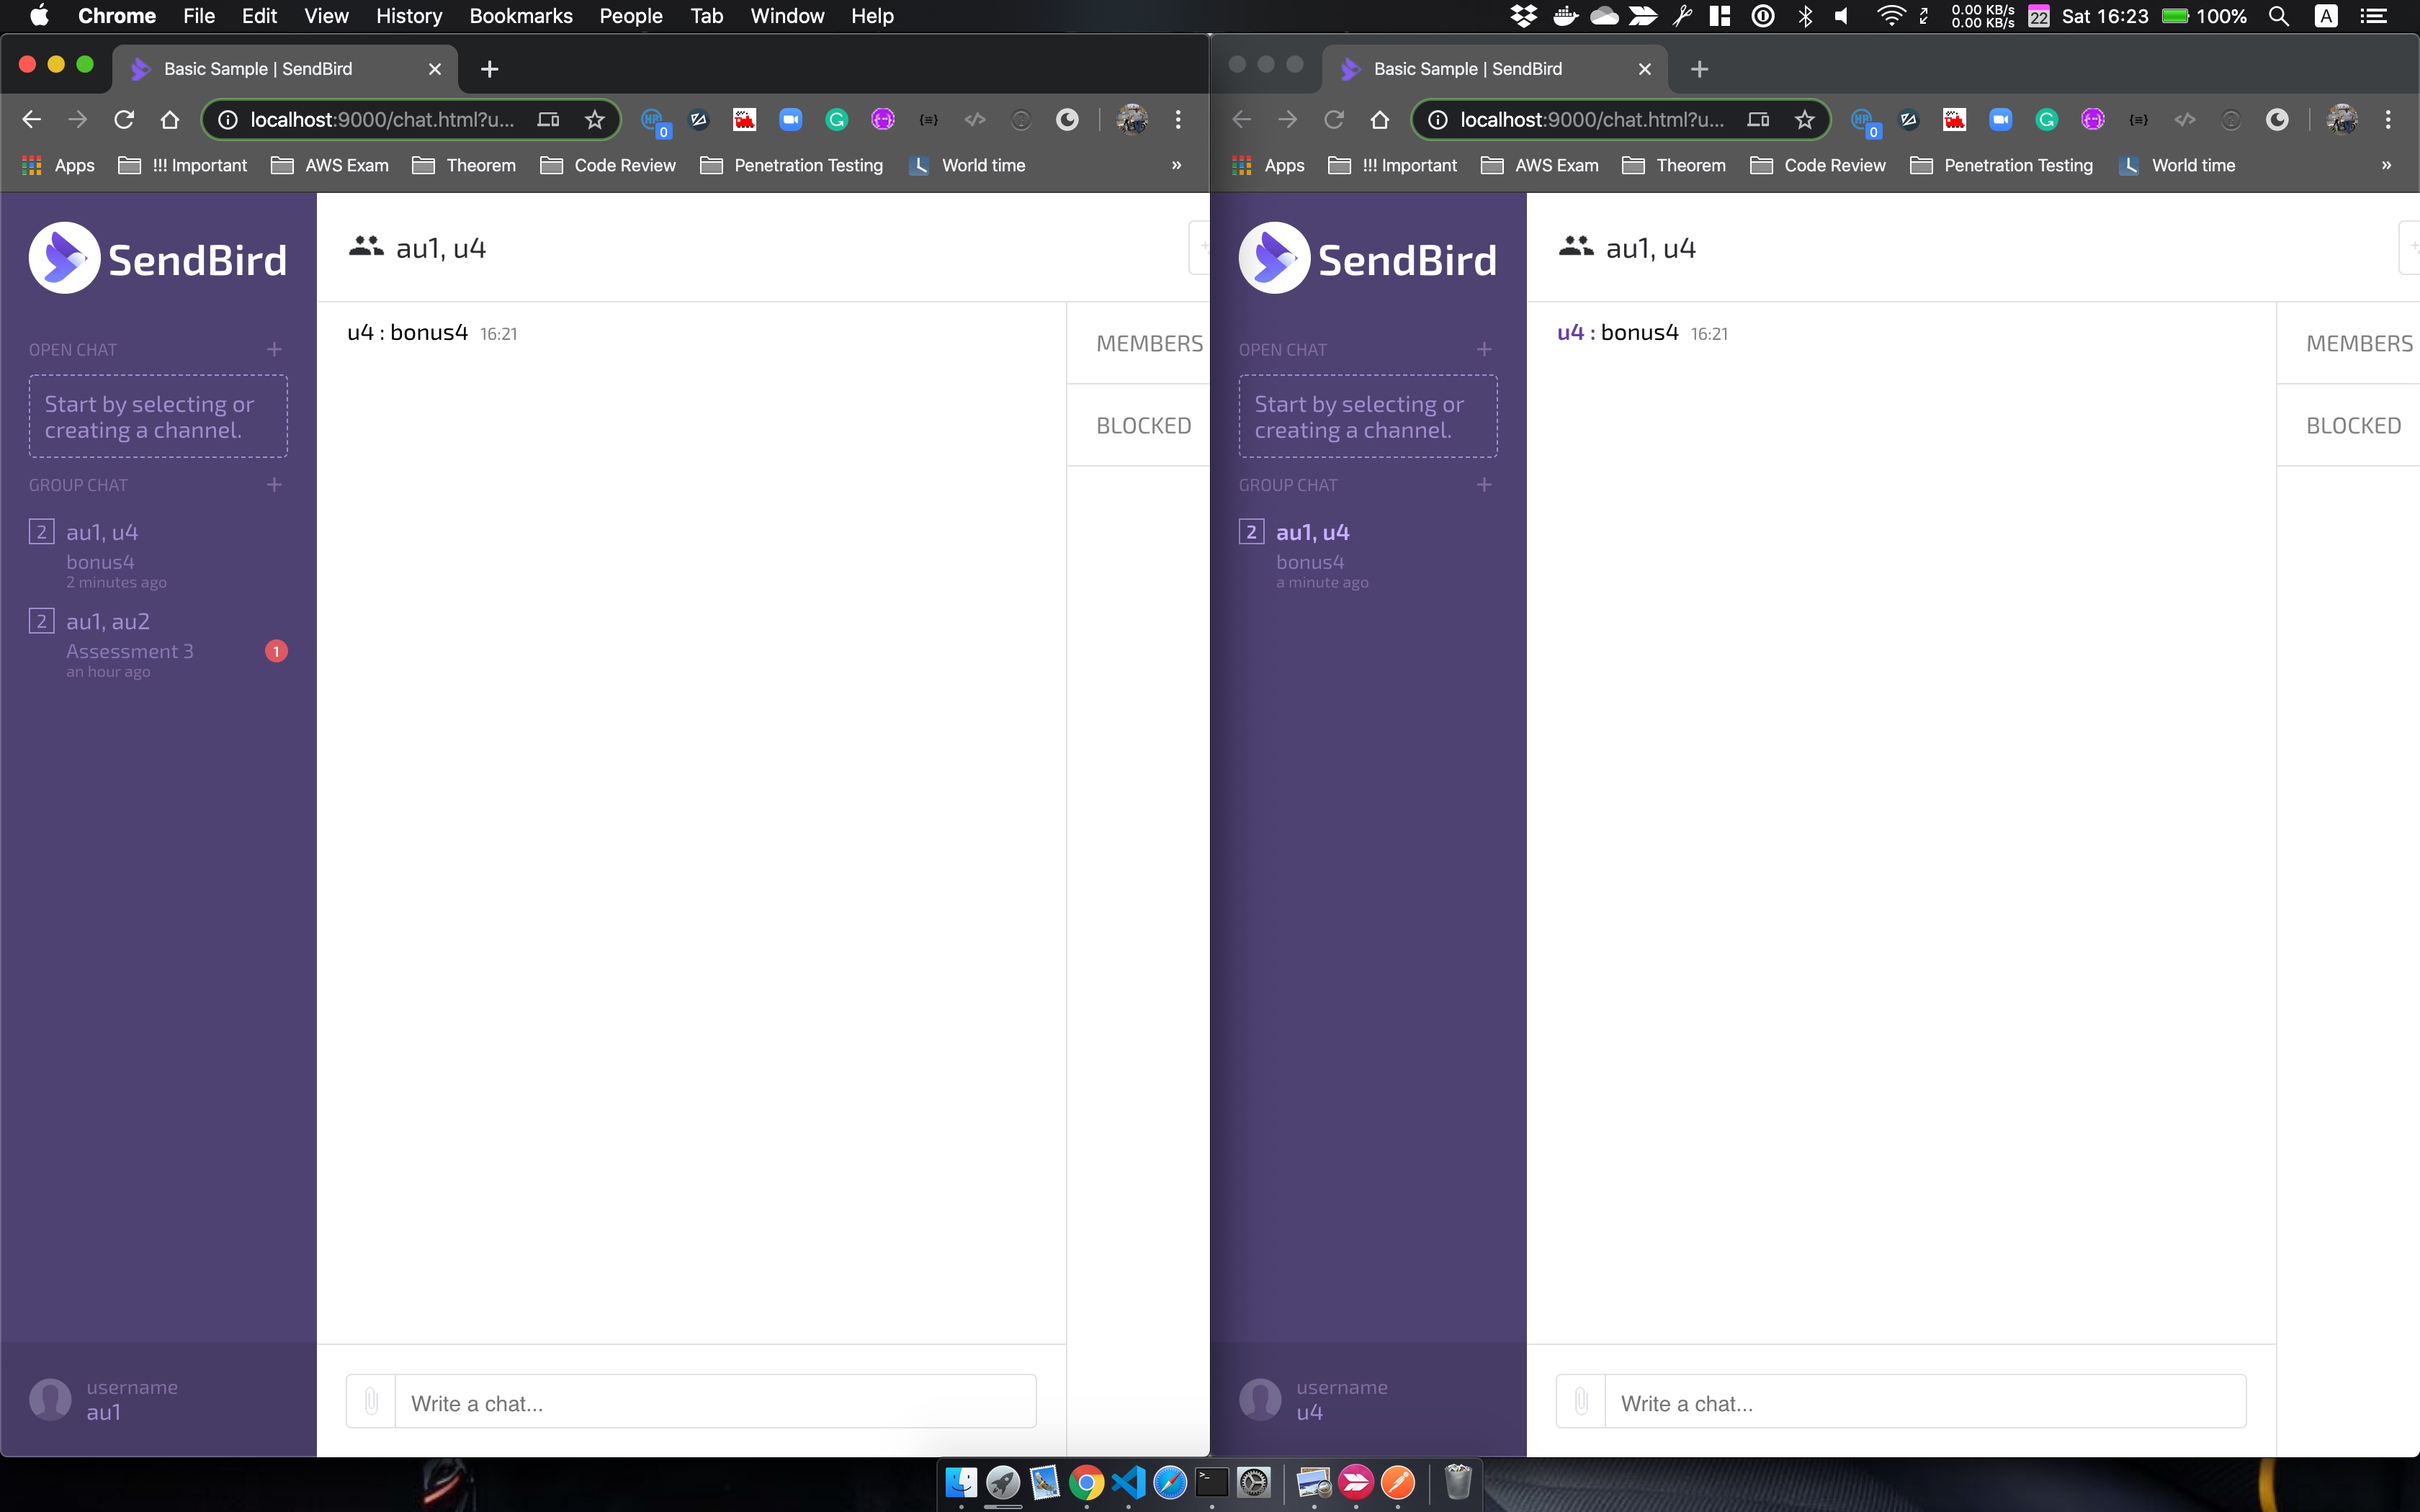 Chrome File Edit View History Bookmarks People Tab Window Help
0.00 KB/s
0.00 KB/s
22 Sat 16:23 100% A
Basic Sample | SendBird
localhost:9000/chat.html?u...
0
Apps !!! Important AWS Exam Theorem Code Review Penetration Testing World time »
SendBird
OPEN CHAT +
Start by selecting or
creating a channel.
GROUP CHAT +
2 au1, u4
bonus4
2 minutes ago
2 au1, au2
Assessment 3 1
an hour ago
username
au1
au1, u4
u4 : bonus4 16:21
MEMBERS
BLOCKED
Write a chat...
Basic Sample | SendBird
localhost:9000/chat.html?u...
0
Apps !!! Important AWS Exam Theorem Code Review Penetration Testing World time »
SendBird
OPEN CHAT +
Start by selecting or
creating a channel.
GROUP CHAT +
2 au1, u4
bonus4
a minute ago
username
u4
au1, u4
u4 : bonus4 16:21
MEMBERS
BLOCKED
Write a chat...